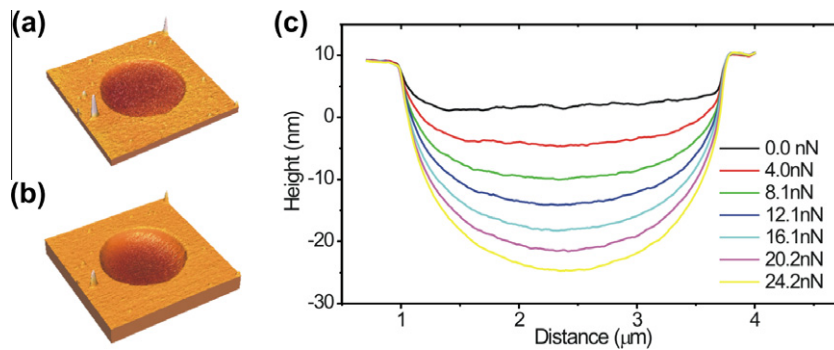 (a)
(b)
(c)
Height (nm)
10
0
-10
-20
-30
1
2
3
4
Distance (μm)
0.0 nN
4.0nN
8.1nN
12.1nN
16.1nN
20.2nN
24.2nN